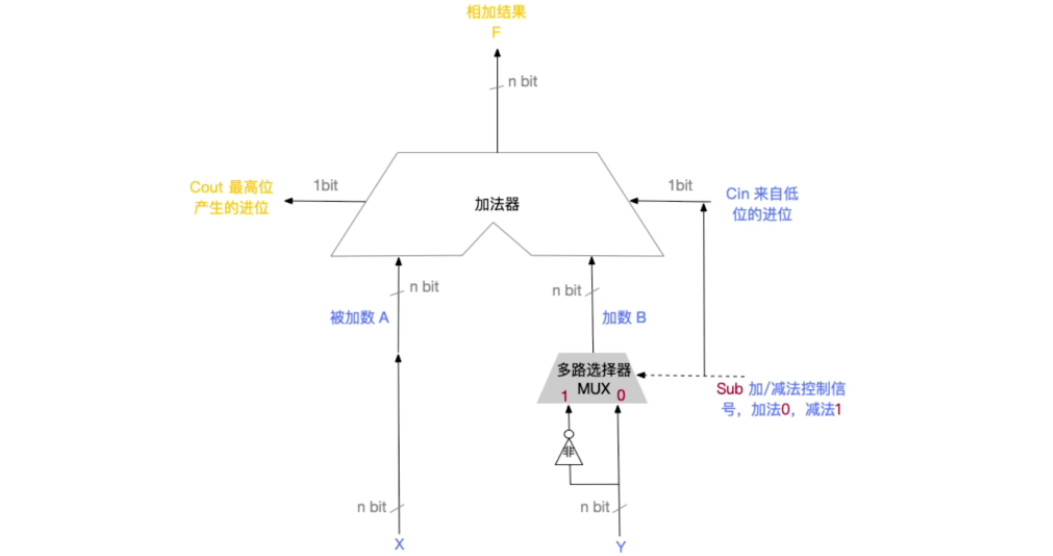 相加结果
F
n bit
Cout 最高位
产生的进位
1bit
加法器
1bit
Cin 来自低
位的进位
n bit
n bit
被加数 A
加数 B
多路选择器
MUX
1
0
Sub 加/减法控制信
号，加法0，减法1
非
n bit
n bit
X
Y